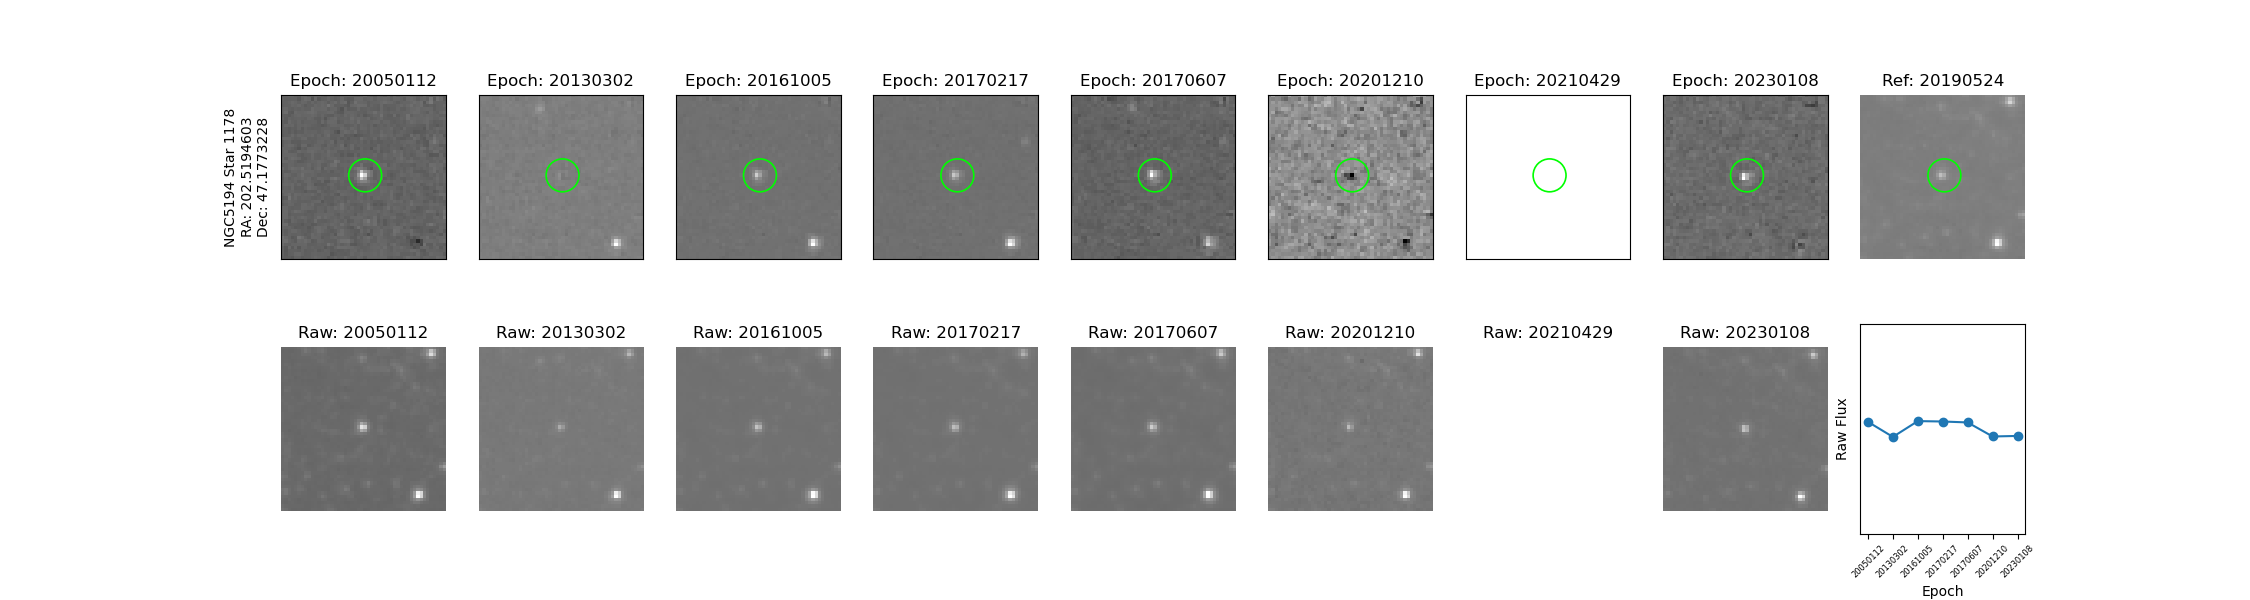 Epoch: 20050112
Epoch: 20130302
Epoch: 20161005
Epoch: 20170217
Epoch: 20170607
Epoch: 20201210
Epoch: 20210429
Epoch: 20230108
Ref: 20190524
NGC5194 Star 1178
RA: 202.5194603
Dec: 47.1773228
Raw: 20050112
Raw: 20130302
Raw: 20161005
Raw: 20170217
Raw: 20170607
Raw: 20201210
Raw: 20210429
Raw: 20230108
Raw Flux
20050112
20130302
20161005
20170217
20170607
20201210
20230108
Epoch